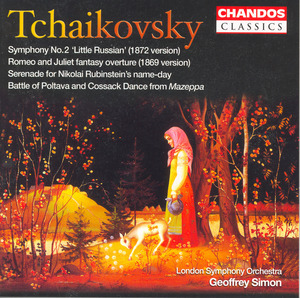 Tchaikovsky
CHANDOS
CLASSICS
Symphony No.2 'Little Russian' (1872 version)
Romeo and Juliet fantasy overture (1869 version)
Serenade for Nikolai Rubinstein's name-day
Battle of Poltava and Cossack Dance from Mazeppa
London Symphony Orchestra
Geoffrey Simon